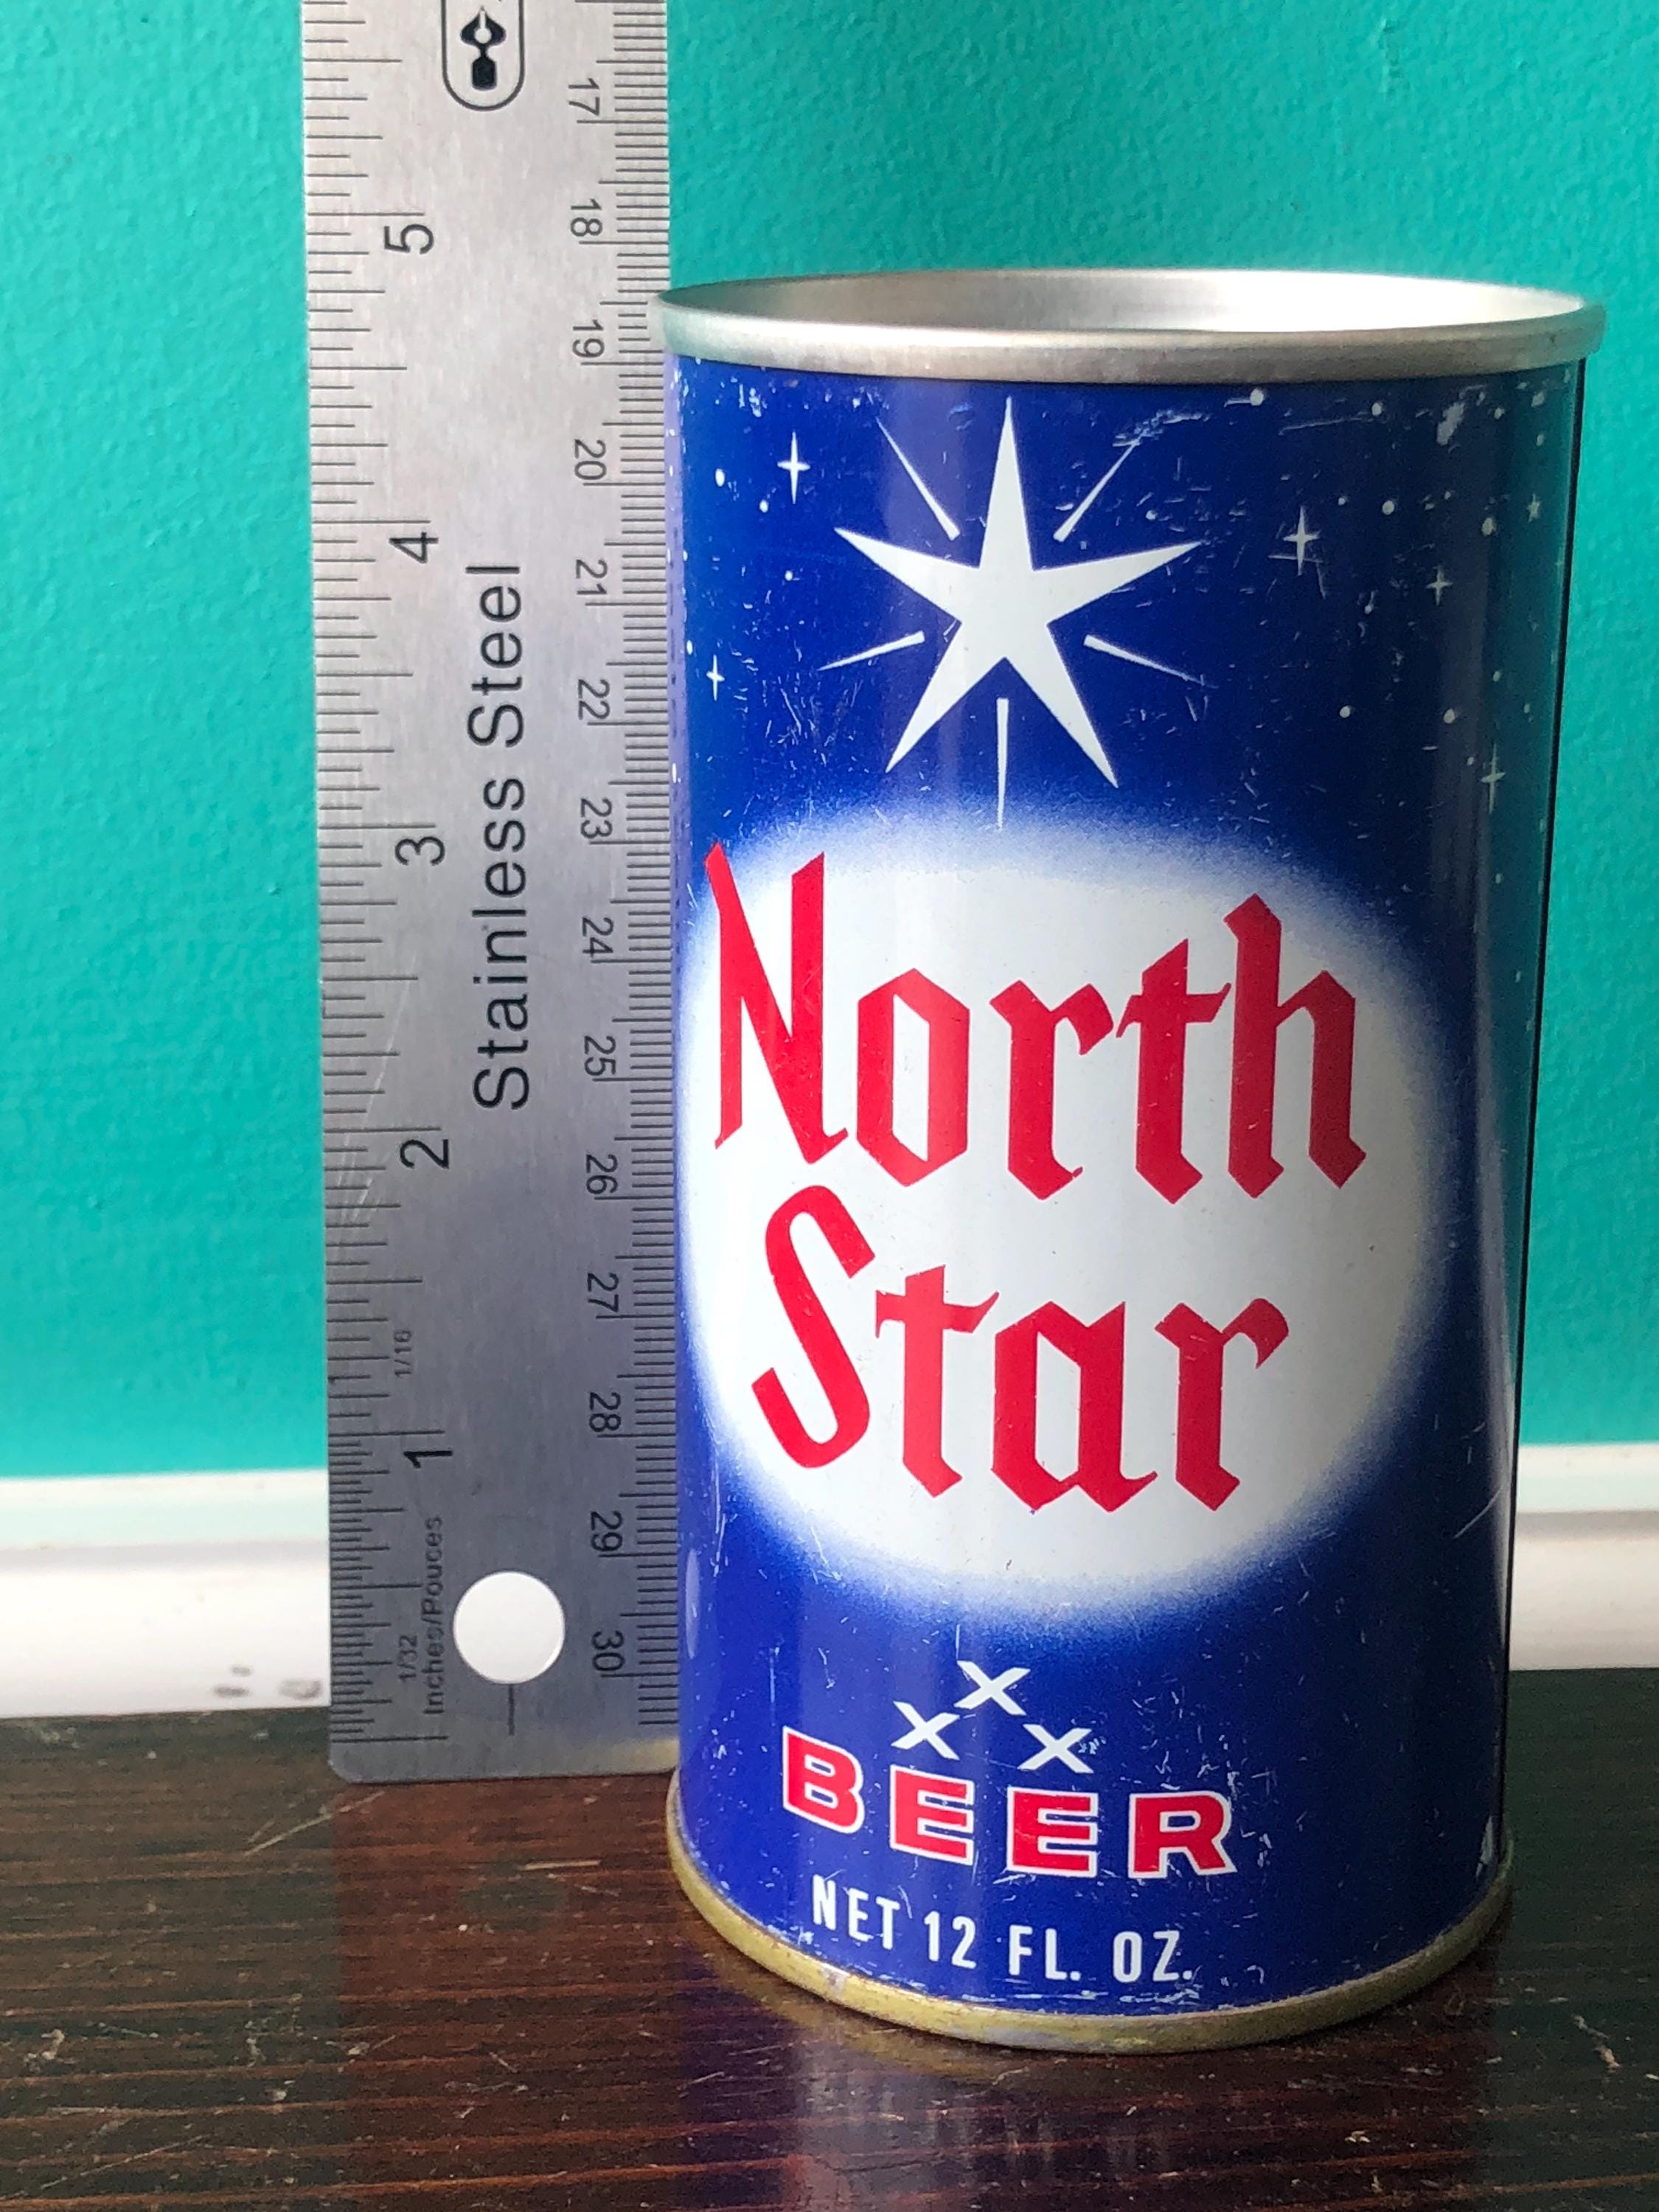 17
18
19
20
21
22
23
24
25
26
27
28
29
30
5
4
3
2
1
Stainless Steel
1/16
1/32
Inches/Pouces
North
Star
X
X X
BEER
NET 12 FL. OZ.